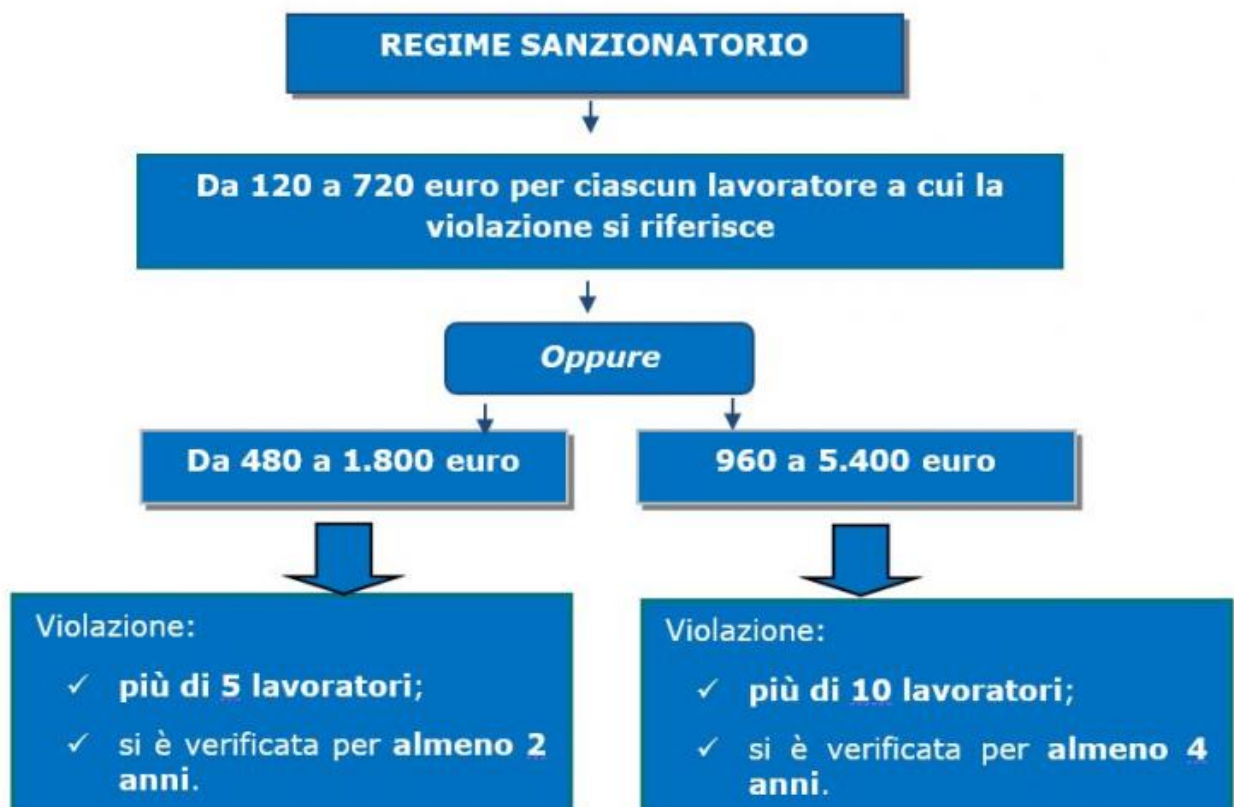 REGIME SANZIONATORIO
Da 120 a 720 euro per ciascun lavoratore a cui la
violazione si riferisce
Oppure
Da 480 a 1.800 euro
960 a 5.400 euro
Violazione:
✓ più di 5 lavoratori;
✓ si è verificata per almeno 2
anni.
Violazione:
✓ più di 10 lavoratori;
✓ si è verificata per almeno 4
anni.